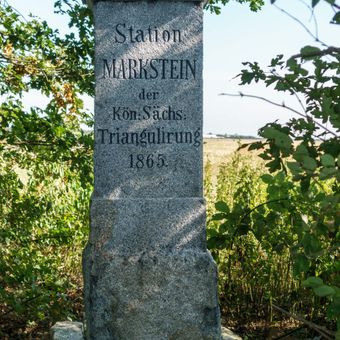 Station
MARKSTEIN
der
Kön: Sächs:
Triangulirung
1865.